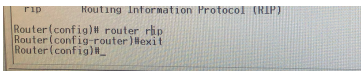 rip Routing Information Protocol (RIP)
Router(config)# router rip
Router(config-router)#exit
Router(config)#_